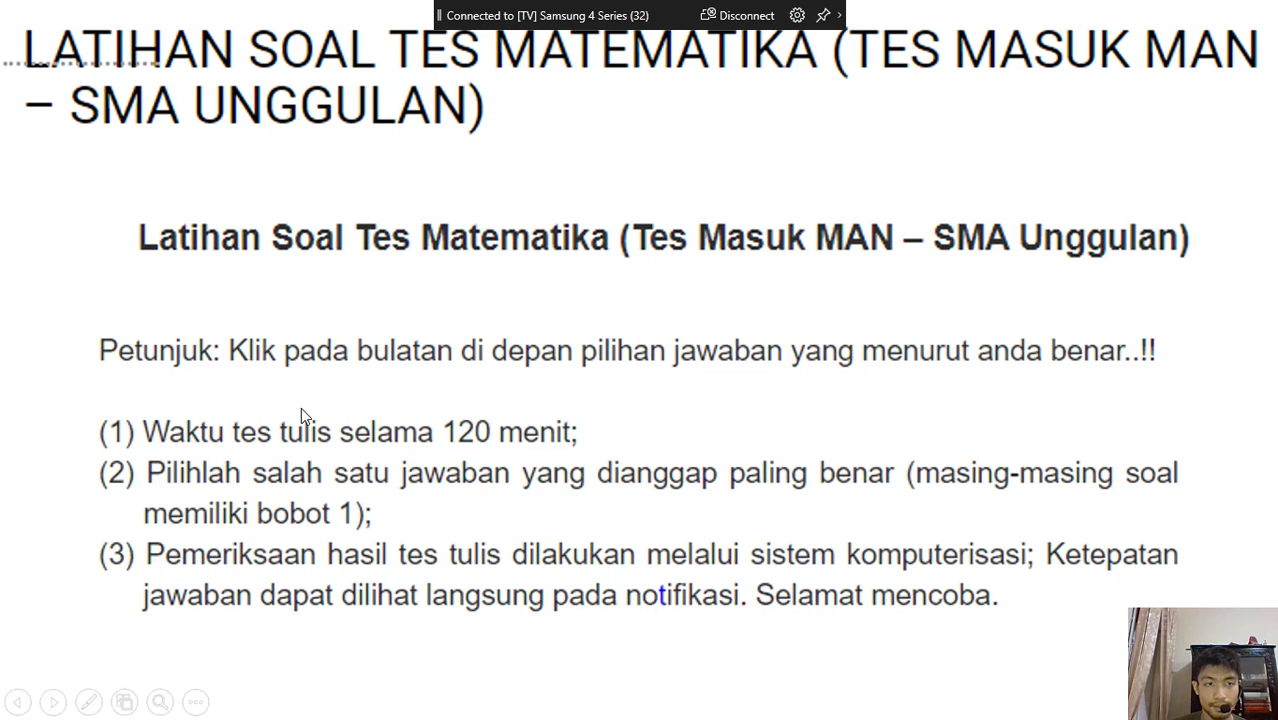 Connected to [TV] Samsung 4 Series (32) Disconnect
LATIHAN SOAL TES MATEMATIKA (TES MASUK MAN
– SMA UNGGULAN)
Latihan Soal Tes Matematika (Tes Masuk MAN – SMA Unggulan)
Petunjuk: Klik pada bulatan di depan pilihan jawaban yang menurut anda benar..!!
(1) Waktu tes tulis selama 120 menit;
(2) Pilihlah salah satu jawaban yang dianggap paling benar (masing-masing soal
memiliki bobot 1);
(3) Pemeriksaan hasil tes tulis dilakukan melalui sistem komputerisasi; Ketepatan
jawaban dapat dilihat langsung pada notifikasi. Selamat mencoba.